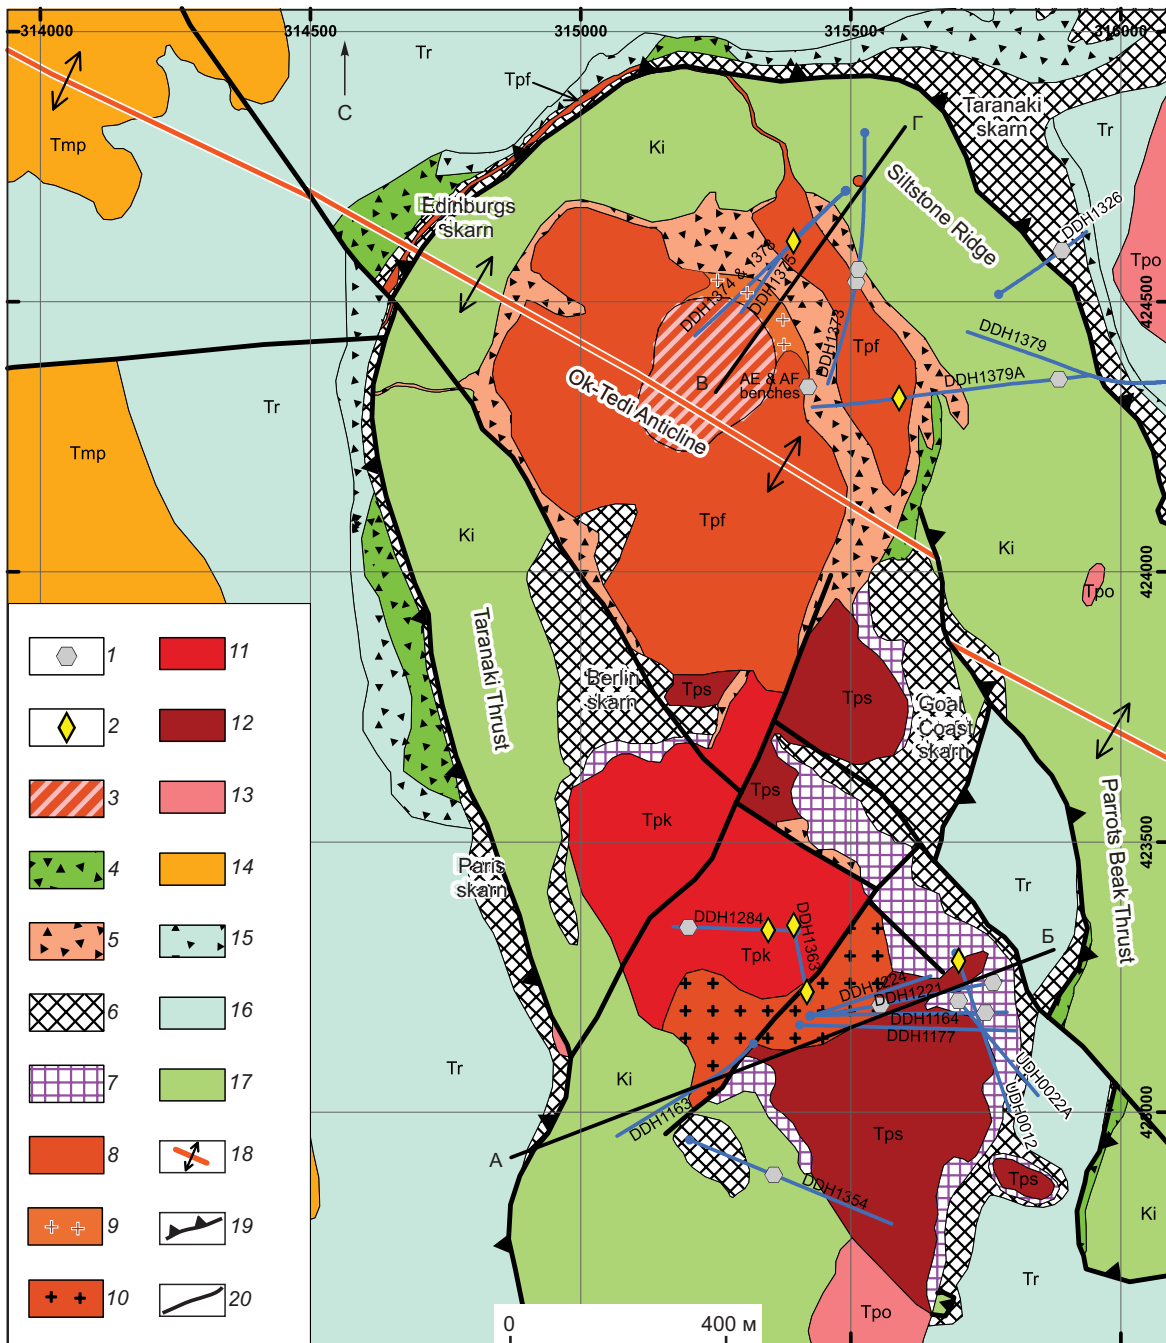 314000
314500
315000
315500
316000
Tr
Tpf
С
Г
Taranaki
skarn
Tr
Tmp
Ki
Siltstone Ridge
DDH1326
Edinburgs
skarn
Tpo
DDH1374 & 1378
DDH1375
424500
DDH1373
DDH1379
Tpf
В
AE & AF
benches
DDH1379A
Ok-Tedi Anticline
Tr
Tmp
Ki
Tpf
Ki
424000
Tpo
Taranaki Thrust
Berlin
skarn
Tps
Tps
Goal
Coast
skarn
Tps
Parrots Beak Thrust
Tpk
423500
Paris
skarn
Tr
DDH1284
DDH1363
Tpk
Б
DDH1224
DDH1221
DDH1164
DDH1177
Tr
Ki
UDH0022A
UDH0012
423000
DDH1163
А
Tps
Tps
DDH1354
Ki
Tr
Tpo
1
2
3
4
5
6
7
8
9
10
11
12
13
14
15
16
17
18
19
20
0
400 м